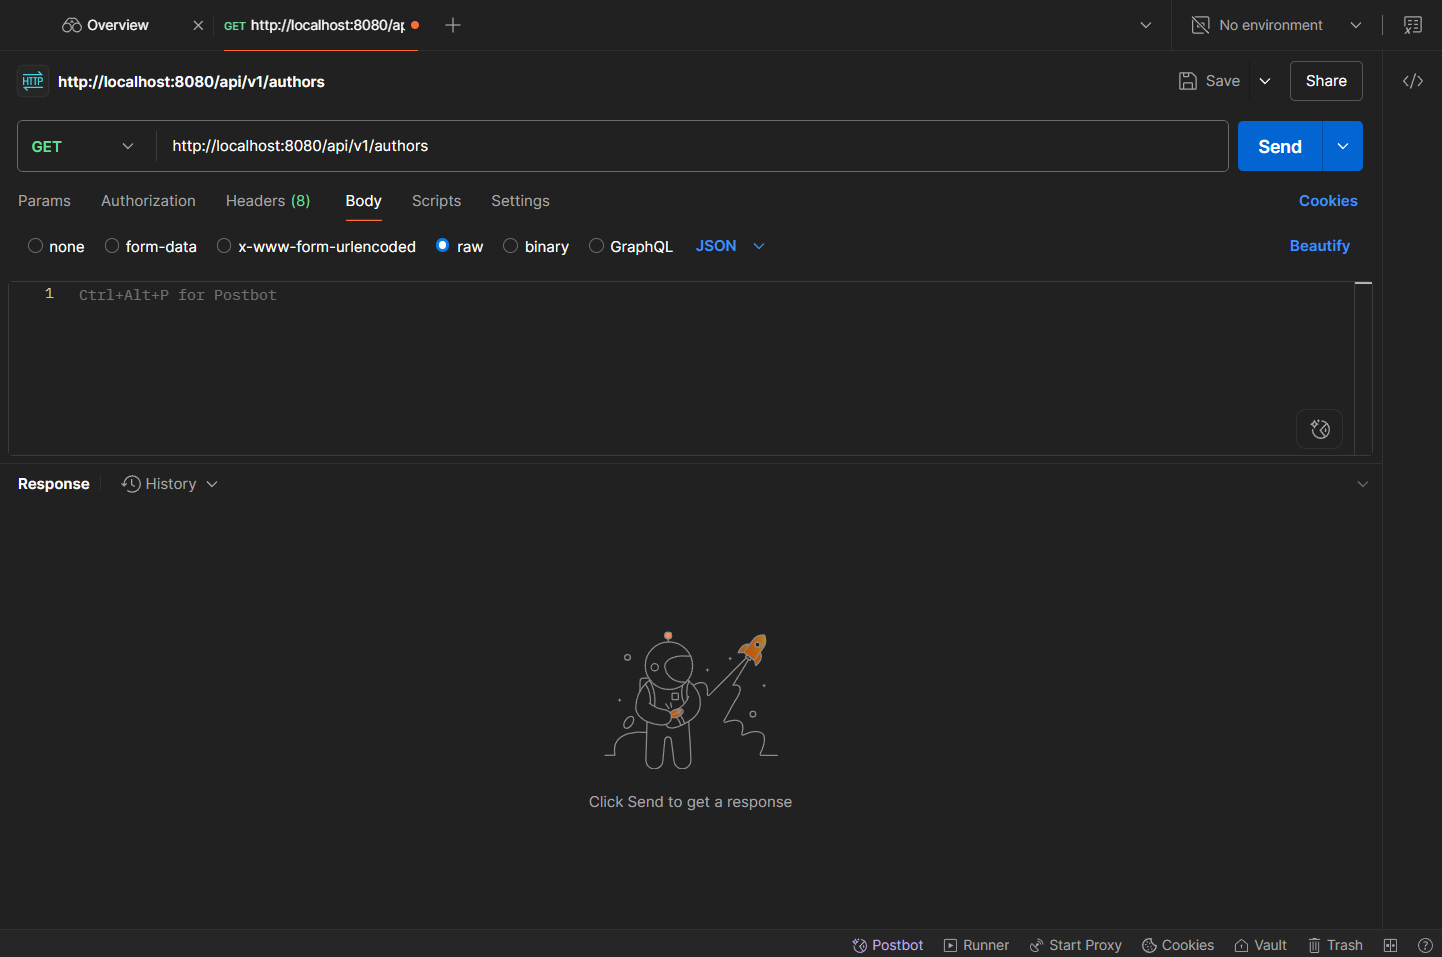 Overview
GET http://localhost:8080/ap
No environment
HTTP http://localhost:8080/api/v1/authors
Save
Share
GET http://localhost:8080/api/v1/authors
Send
Params Authorization Headers (8) Body Scripts Settings Cookies
none form-data x-www-form-urlencoded raw binary GraphQL JSON Beautify
1 Ctrl+Alt+P for Postbot
Response History
Click Send to get a response
Postbot Runner Start Proxy Cookies Vault Trash